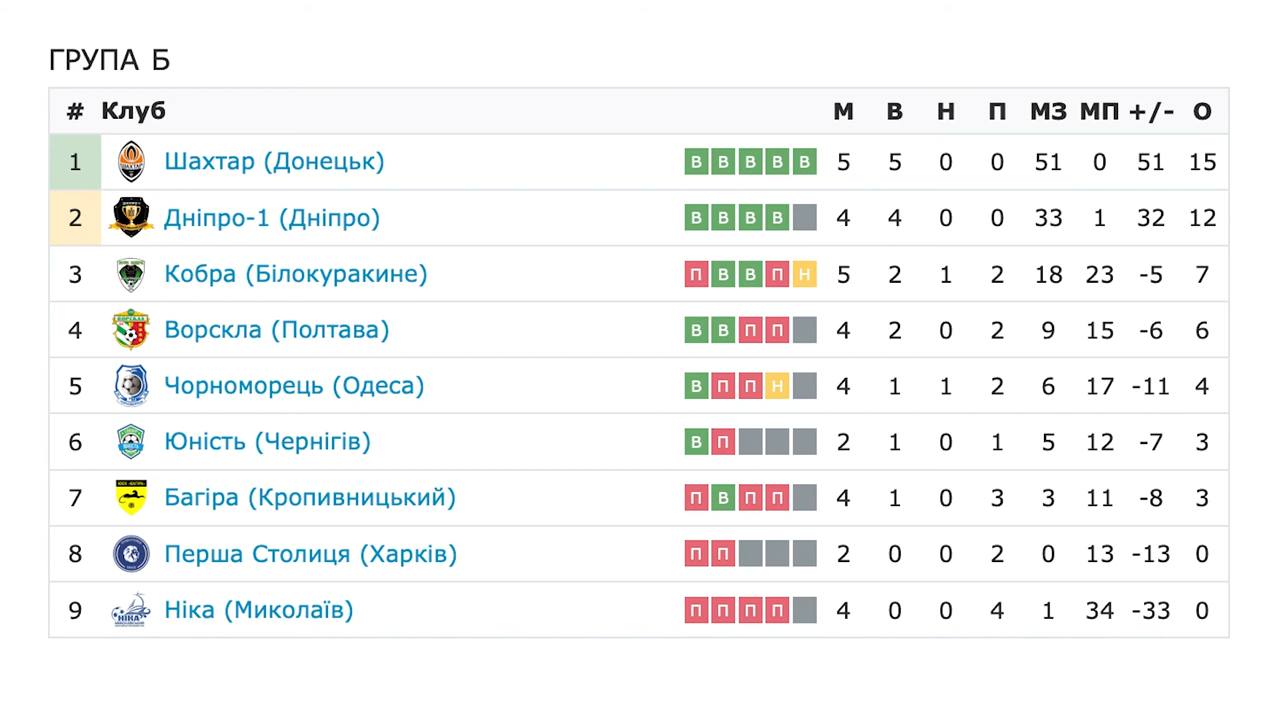 ГРУПА Б
# Клуб М В Н П МЗ МП +/- О
1 ШАХТАР Шахтар (Донецьк) В В В В В 5 5 0 0 51 0 51 15
2 Дніпро-1 (Дніпро) В В В В 4 4 0 0 33 1 32 12
3 Кобра (Білокуракине) П В В П Н 5 2 1 2 18 23 -5 7
4 ВОРСКЛА Ворскла (Полтава) В В П П 4 2 0 2 9 15 -6 6
5 Чорноморець (Одеса) В П П Н 4 1 1 2 6 17 -11 4
6 Юність (Чернігів) В П 2 1 0 1 5 12 -7 3
7 Багіра (Кропивницький) П В П П 4 1 0 3 3 11 -8 3
8 Перша Столиця (Харків) П П 2 0 0 2 0 13 -13 0
9 НІКА Ніка (Миколаїв) П П П П 4 0 0 4 1 34 -33 0